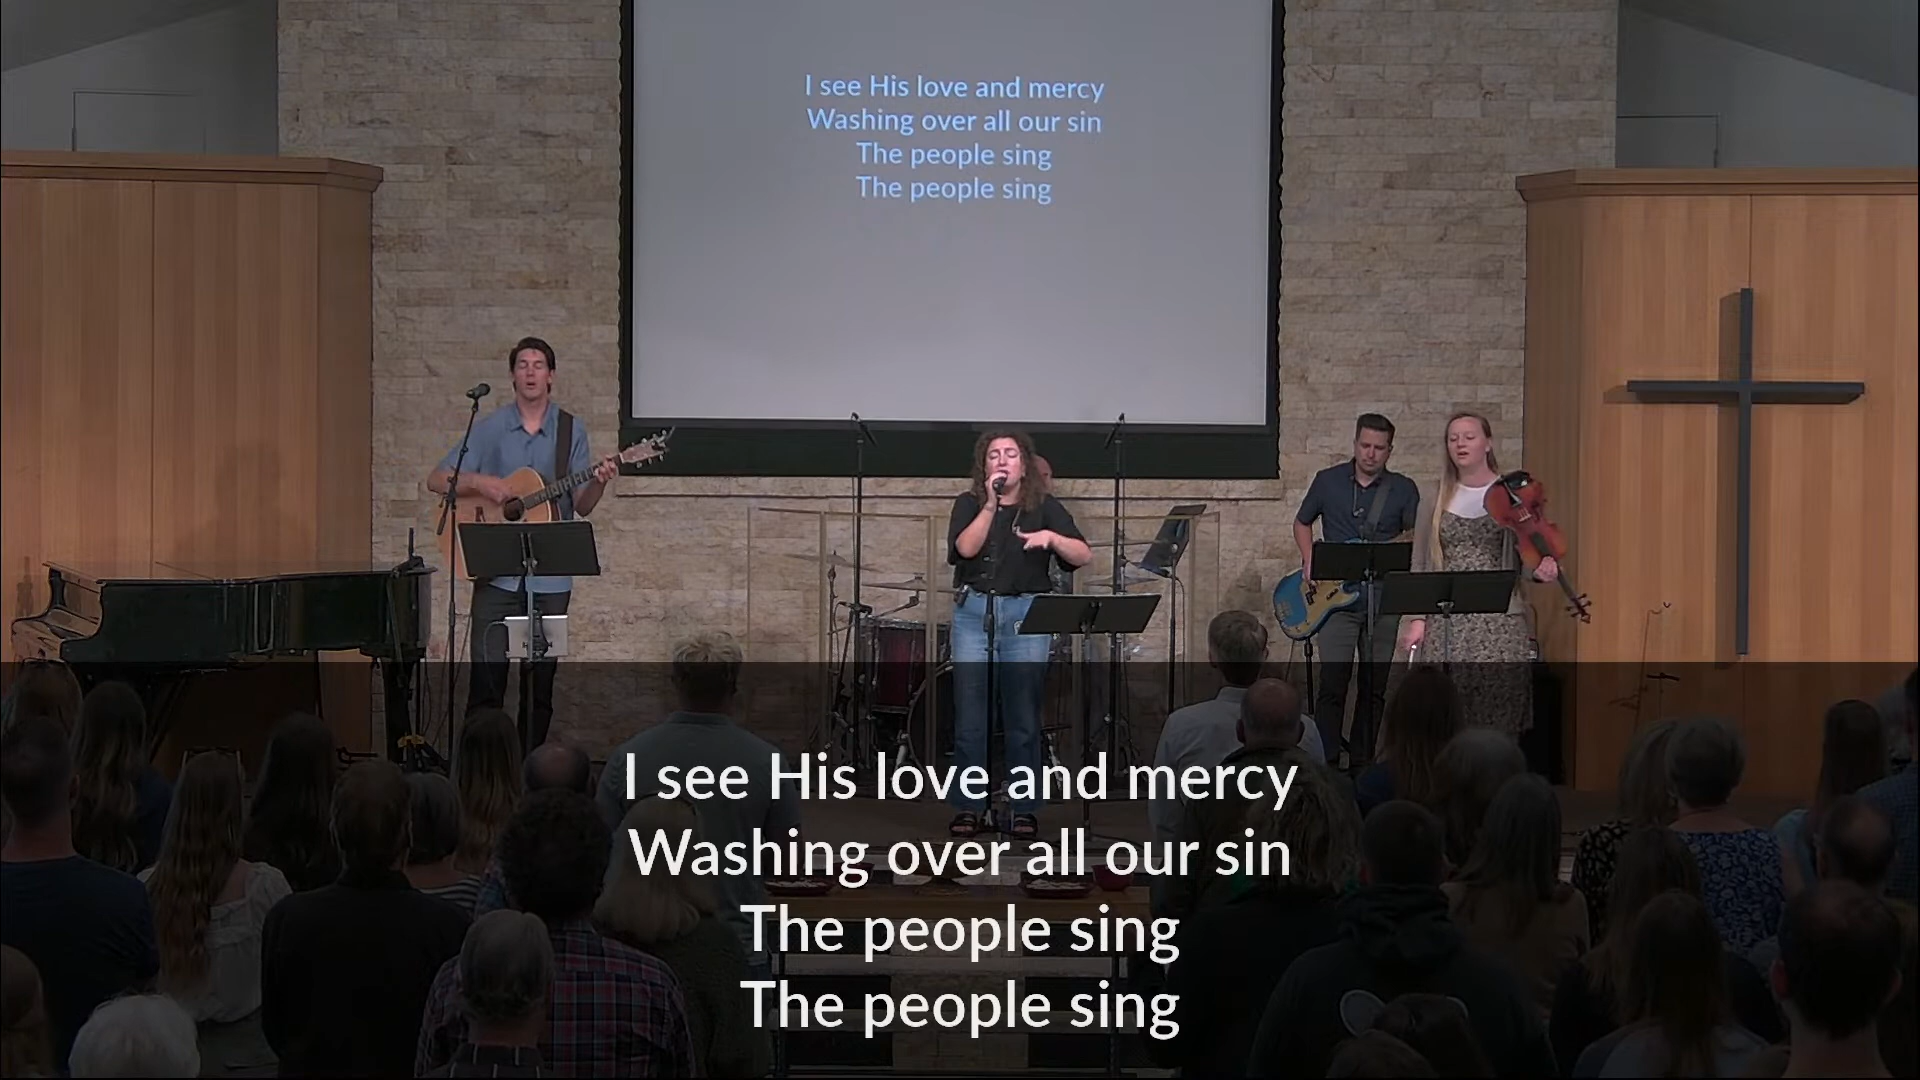 I see His love and mercy
Washing over all our sin
The people sing
The people sing
I see His love and mercy
Washing over all our sin
The people sing
The people sing